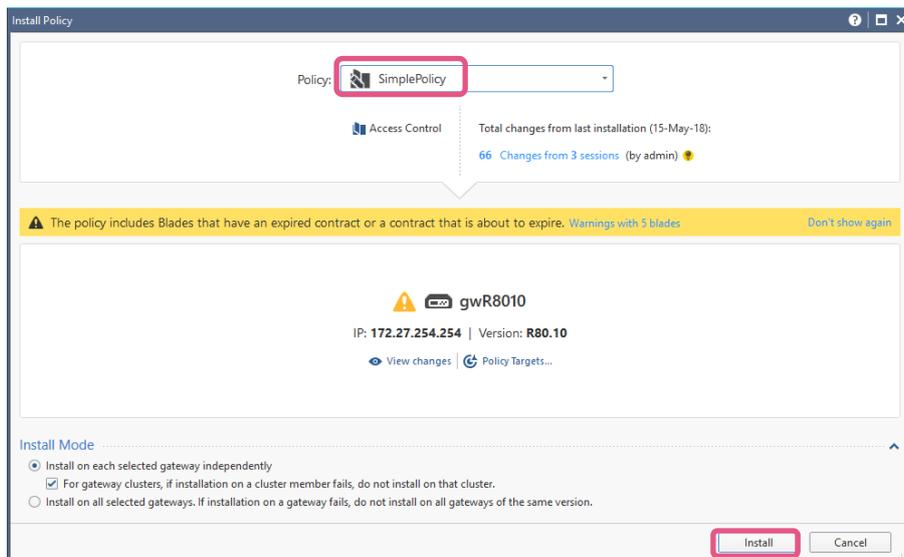 Install Policy
Policy: SimplePolicy
Access Control
Total changes from last installation (15-May-18):
66 Changes from 3 sessions (by admin)
The policy includes Blades that have an expired contract or a contract that is about to expire. Warnings with 5 blades Don't show again
gwR8010
IP: 172.27.254.254 | Version: R80.10
View changes Policy Targets...
Install Mode
Install on each selected gateway independently
For gateway clusters, if installation on a cluster member fails, do not install on that cluster.
Install on all selected gateways. If installation on a gateway fails, do not install on all gateways of the same version.
Install Cancel